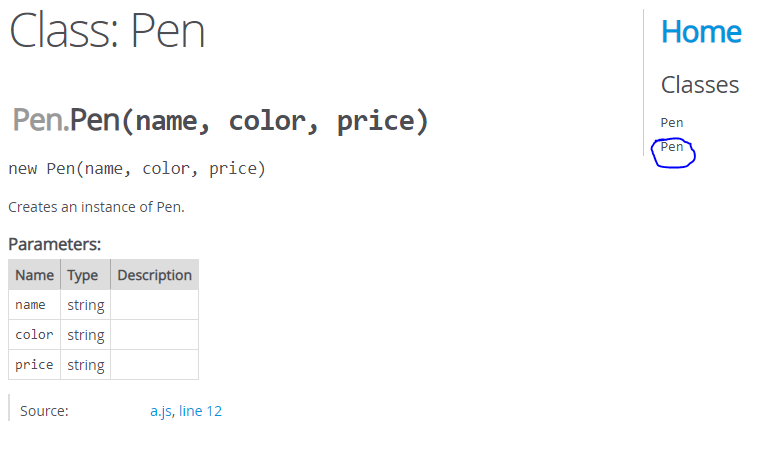 Class: Pen
Pen.Pen(name, color, price)
new Pen(name, color, price)
Creates an instance of Pen.
Parameters:
Name Type Description
name string
color string
price string
Source: a.js, line 12
Home
Classes
Pen
Pen